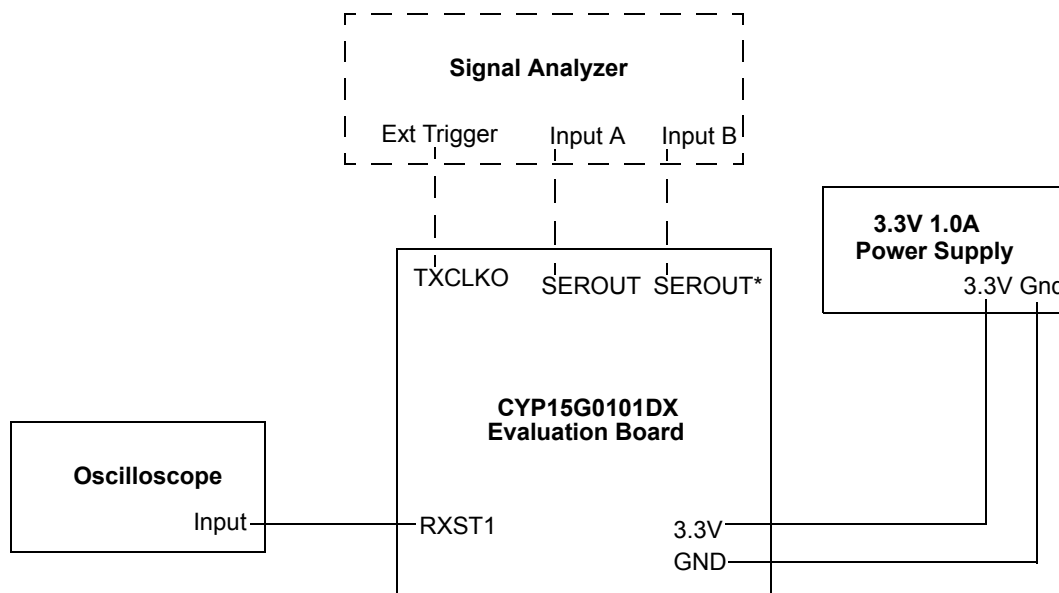 Signal Analyzer
Ext Trigger Input A Input B
3.3V 1.0A
Power Supply
3.3V Gnd
TXCLKO SEROUT SEROUT*
CYP15G0101DX
Evaluation Board
Oscilloscope
Input
RXST1
3.3V
GND